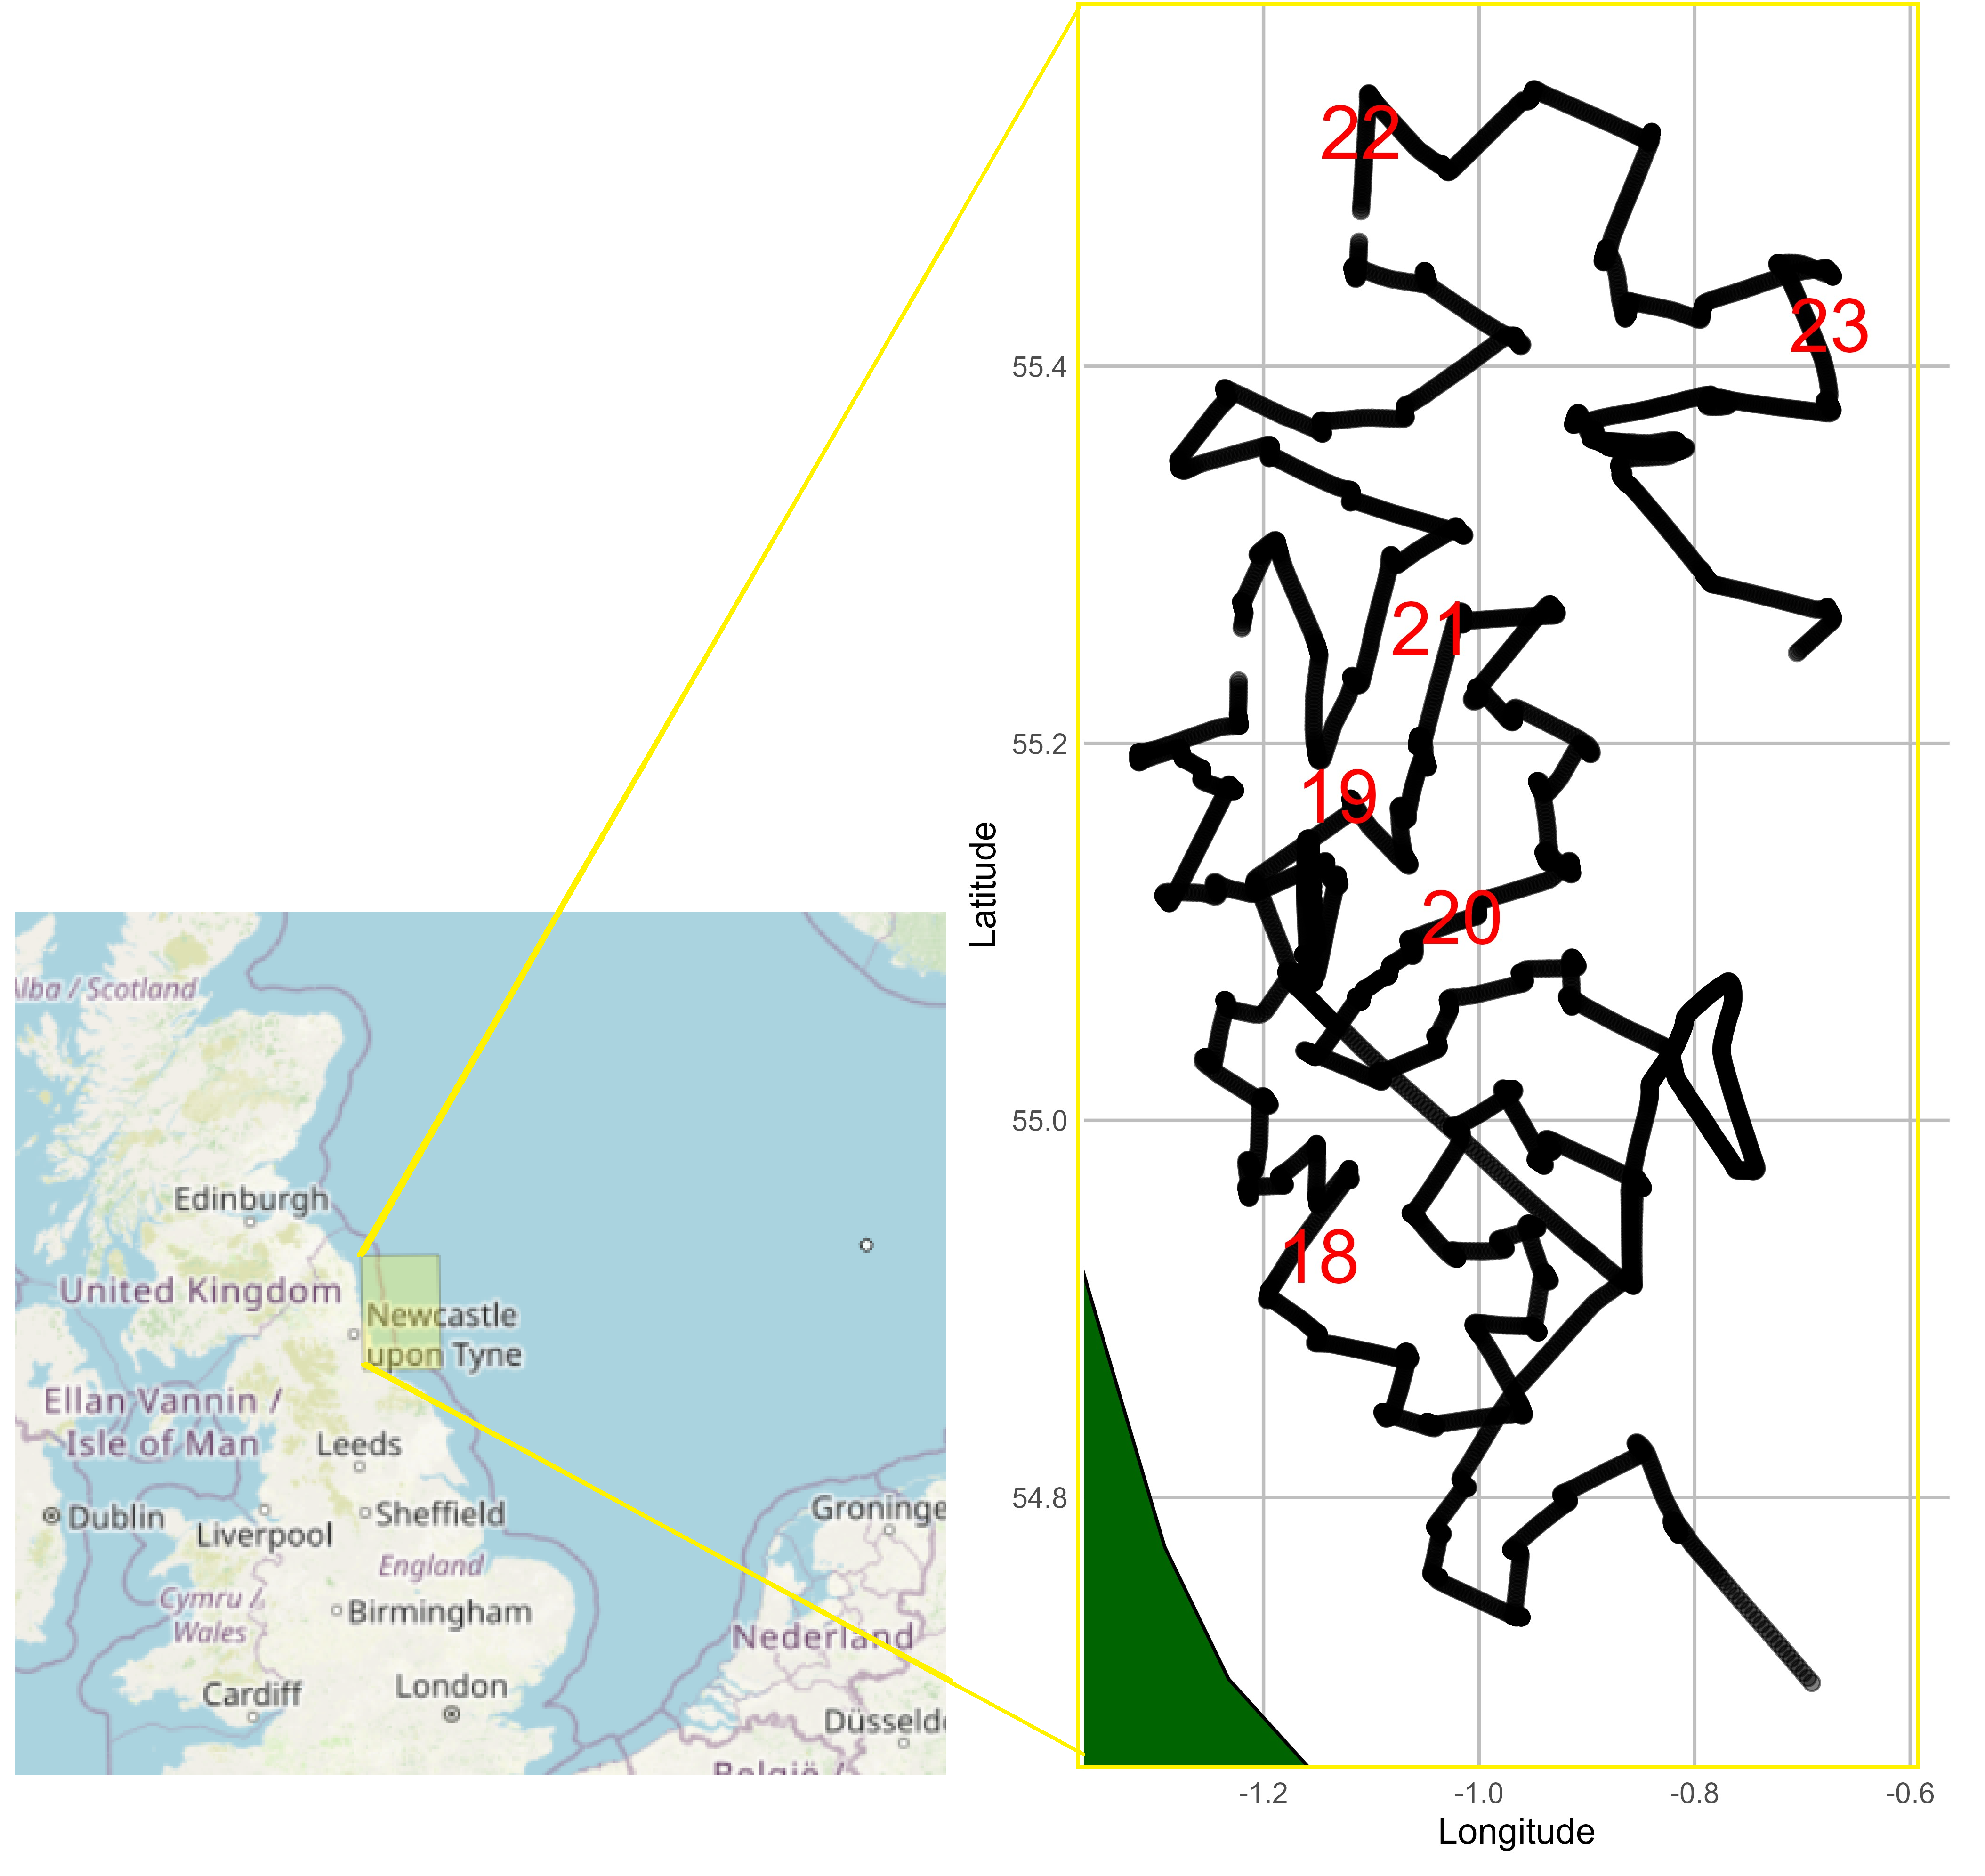 Alba / Scotland
Edinburgh
United Kingdom
Newcastle
upon Tyne
Ellan Vannin /
Isle of Man
Leeds
Dublin
Sheffield
Liverpool
England
Cymru /
Wales
Birmingham
Cardiff
London
Groninge
Nederland
Düsseld
België /
22
23
21
19
20
18
Latitude
55.4
55.2
55.0
54.8
-1.2
-1.0
-0.8
-0.6
Longitude